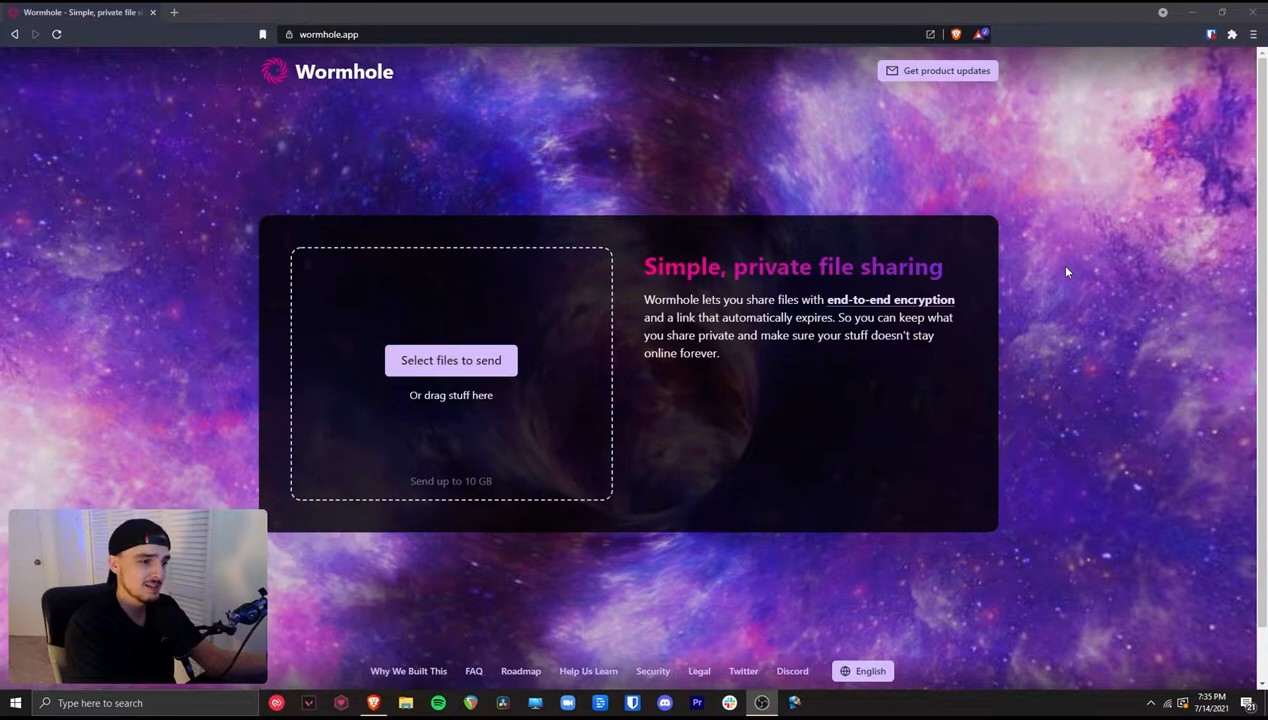 Wormhole - Simple, private file s
wormhole.app
Wormhole
Get product updates
Simple, private file sharing
Wormhole lets you share files with end-to-end encryption
and a link that automatically expires. So you can keep what
you share private and make sure your stuff doesn't stay
online forever.
Select files to send
Or drag stuff here
Send up to 10 GB
Why We Built This FAQ Roadmap Help Us Learn Security Legal Twitter Discord English
Type here to search
7:35 PM
7/14/2021
21